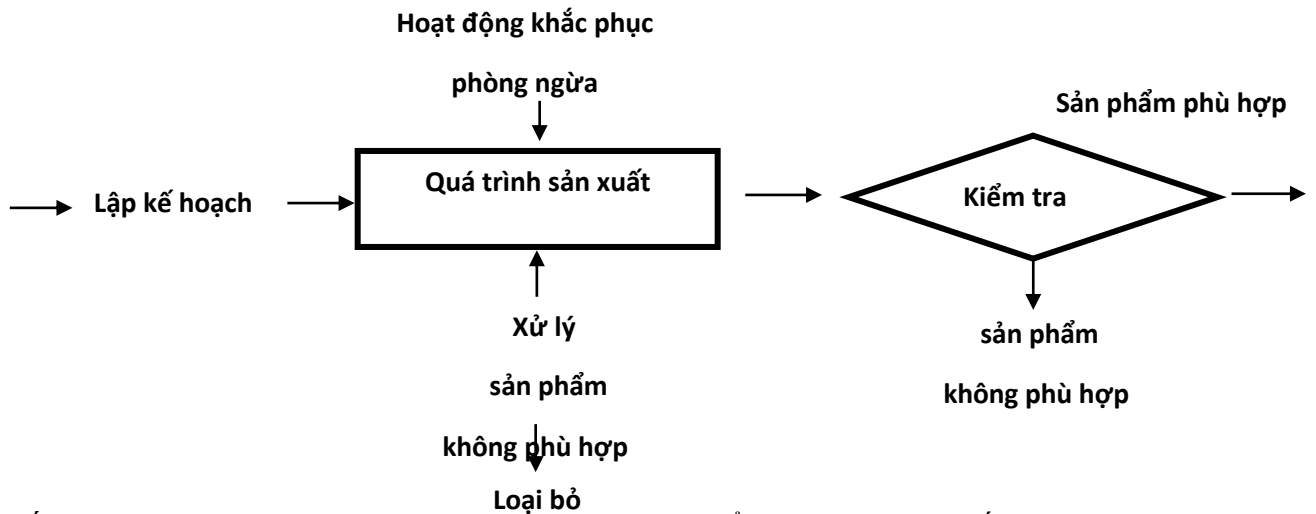 Hoạt động khắc phục
phòng ngừa
Sản phẩm phù hợp
Lập kế hoạch
Quá trình sản xuất
Kiểm tra
Xử lý
sản phẩm
không phù hợp
Loại bỏ
sản phẩm
không phù hợp